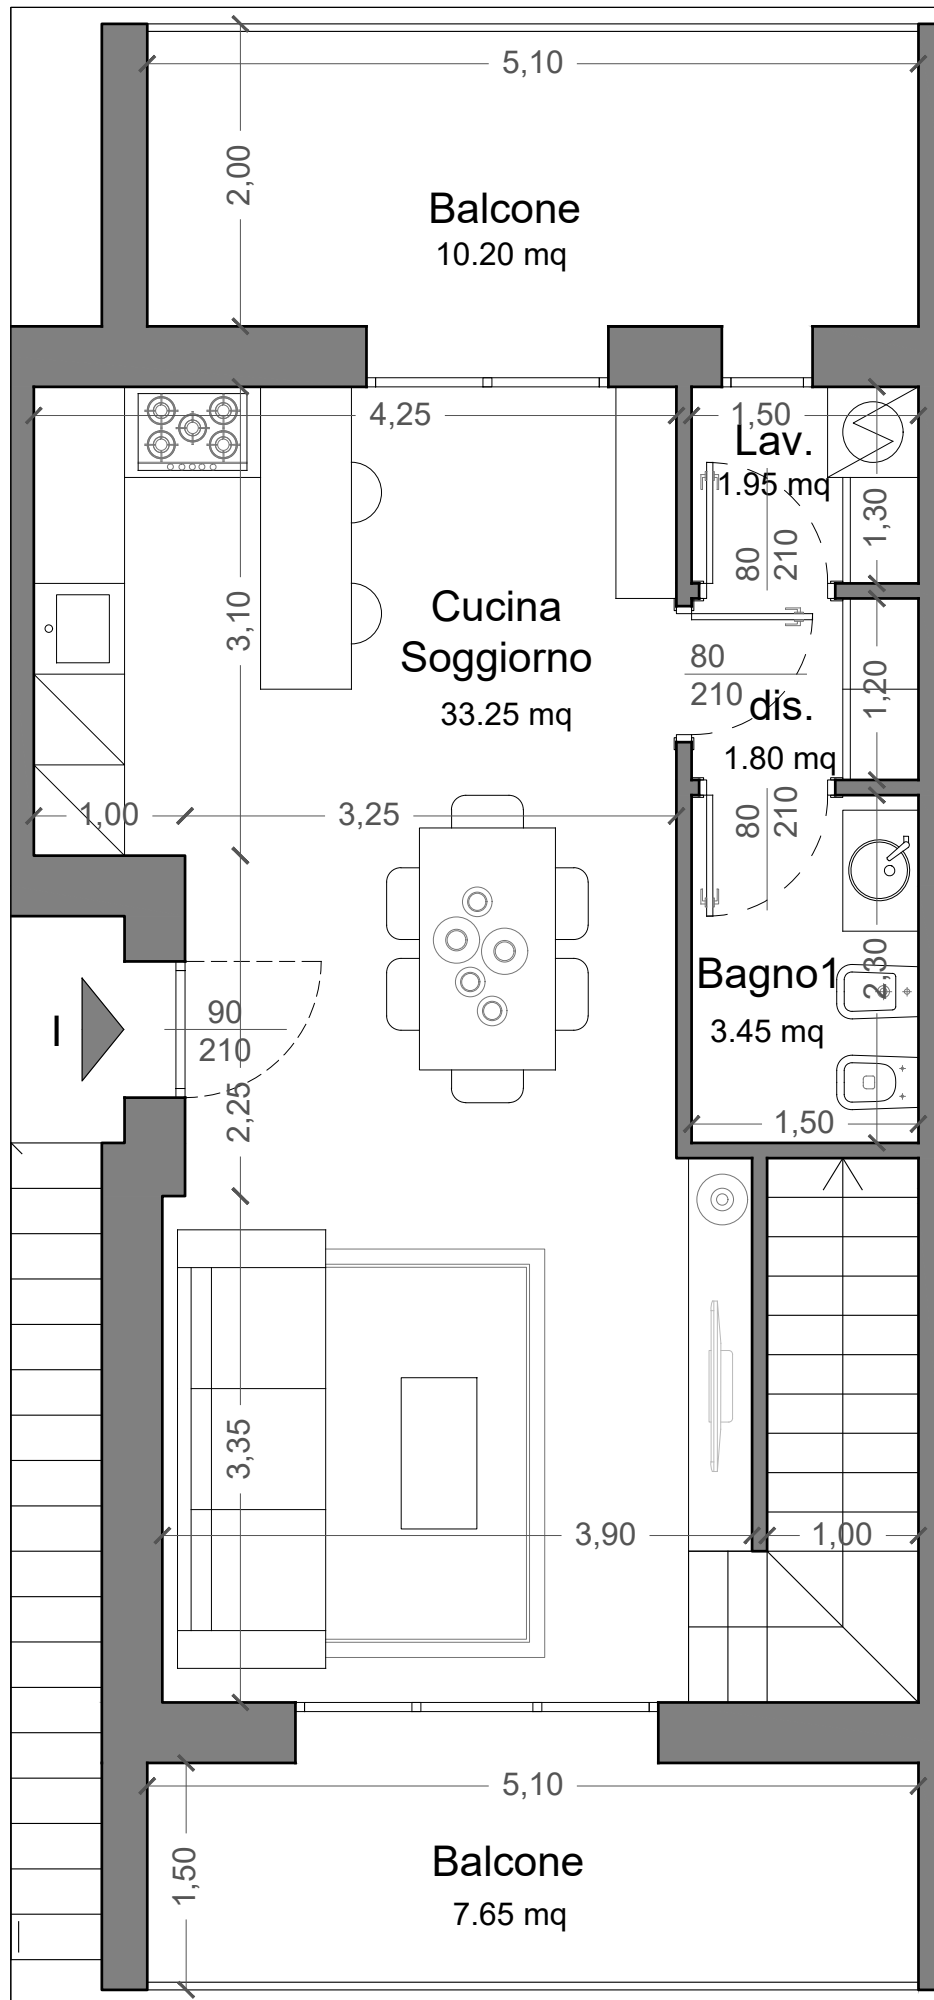 5,10
2,00
Balcone
10.20 mq
4,25
1,50
Lav.
1.95 mq
1,30
80
210
3,10
Cucina
Soggiorno
33.25 mq
80
210
1,20
dis.
1.80 mq
1,00
3,25
80
210
Bagno1
3.45 mq
2,30
I
90
210
2,25
1,50
3,35
3,90
1,00
5,10
1,50
Balcone
7.65 mq